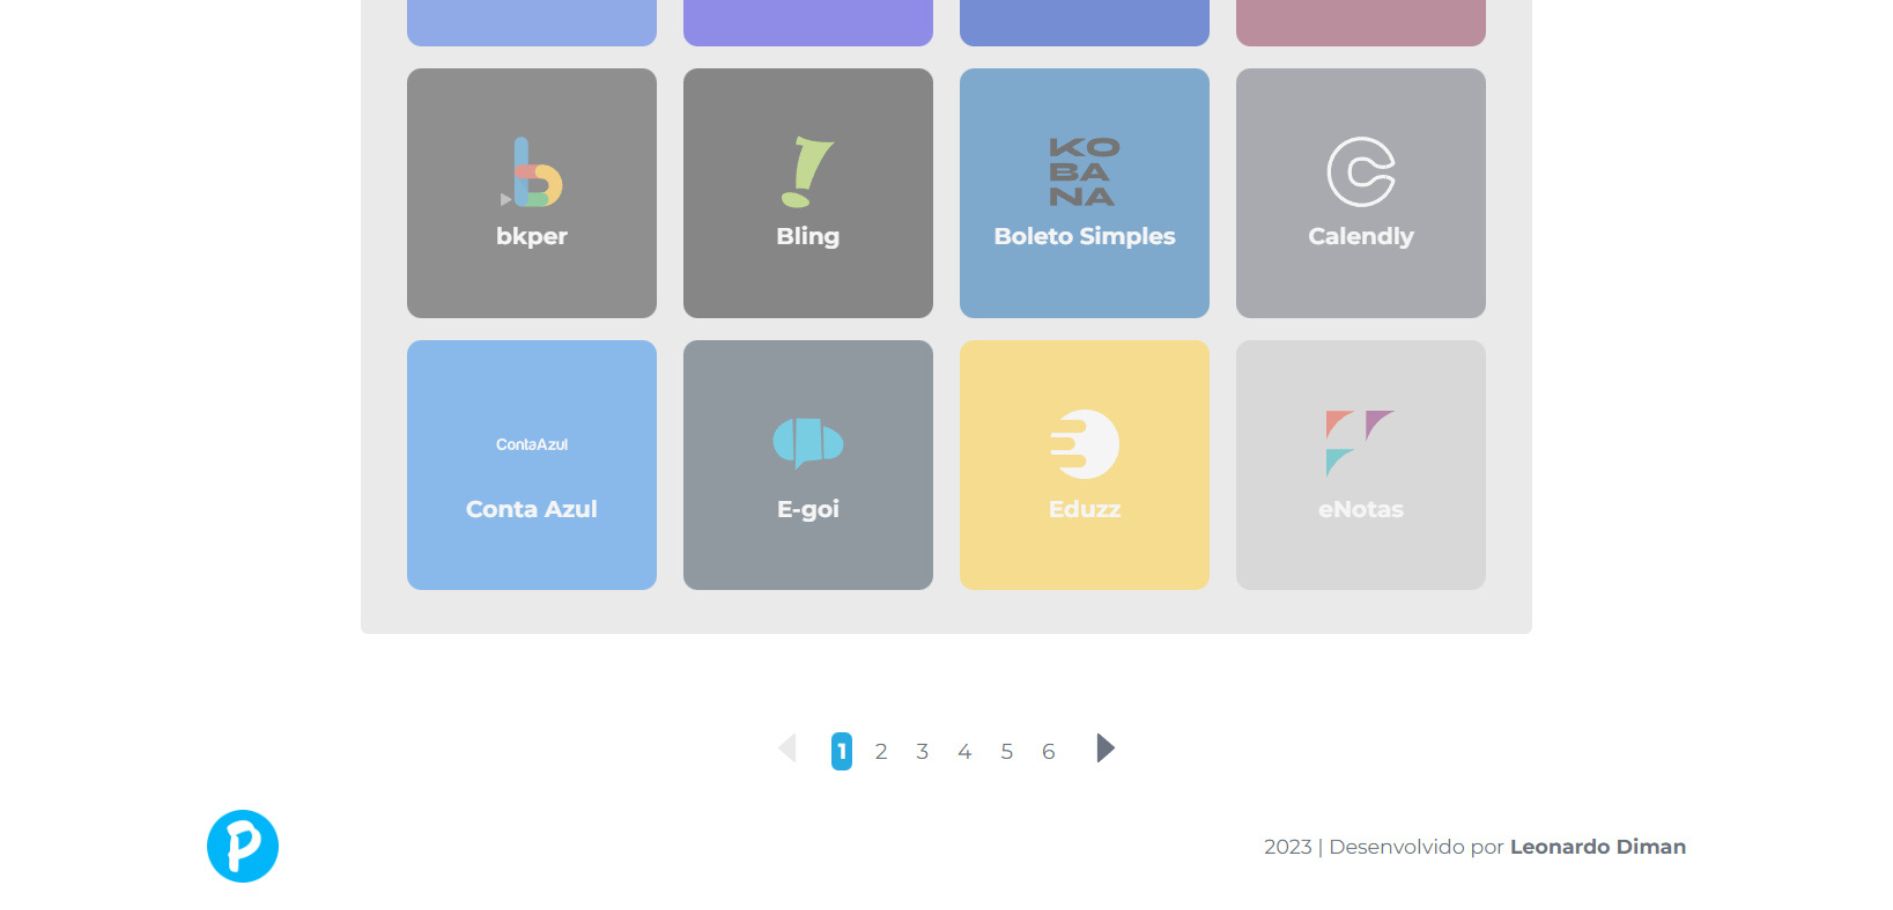 KO
BA
NA
bkper
Bling
Boleto Simples
Calendly
ContaAzul
Conta Azul
E-goi
Eduzz
eNotas
1 2 3 4 5 6
2023 | Desenvolvido por Leonardo Diman